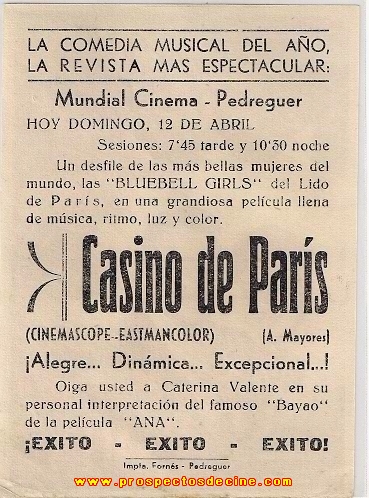 LA COMEDIA MUSICAL DEL AÑO,
LA REVISTA MAS ESPECTACULAR:
Mundial Cinema - Pedreguer
HOY DOMINGO, 12 DE ABRIL
Sesiones: 7'45 tarde y 10'30 noche
Un desfile de las más bellas mujeres del
mundo, las "BLUEBELL GIRLS" del Lido
de París, en una grandiosa película llena
de música, ritmo, luz y color.
Casino de París
(CINEMASCOPE--EASTMANCOLOR) (A. Mayores)
¡Alegre... Dinámica... Excepcional...!
Oiga usted a Caterina Valente en su
personal interpretación del famoso "Bayao"
de la película "ANA".
¡EXITO - EXITO - EXITO!
Impta. Fornés - Pedreguer
www.prospectosdecine.com